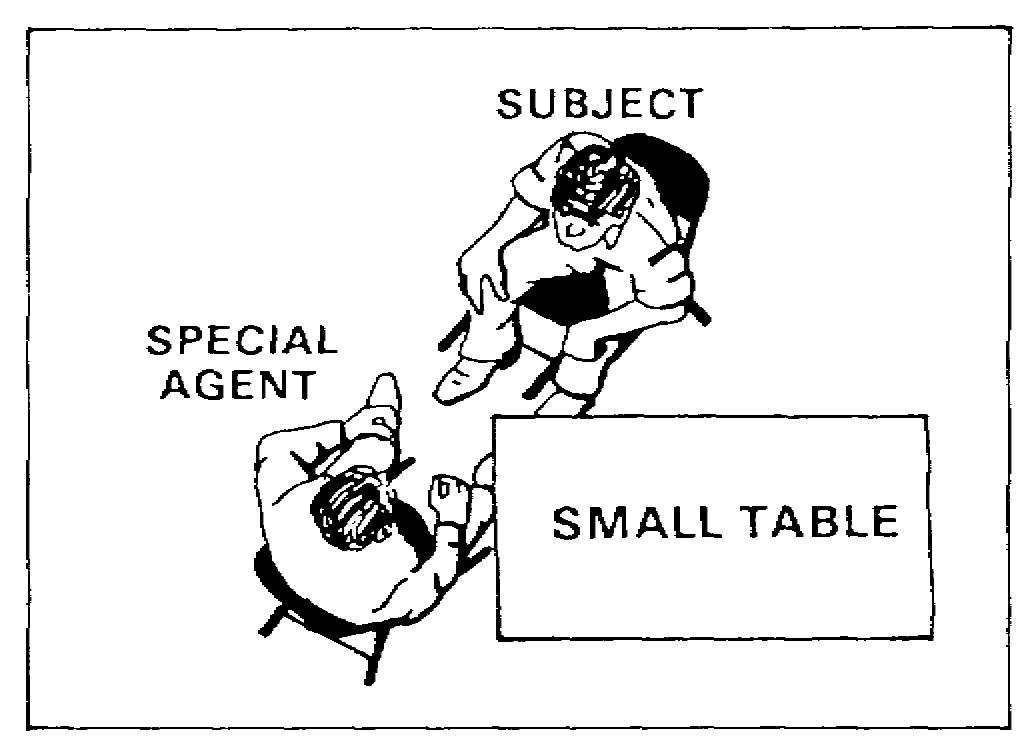 SUBJECT
SPECIAL
AGENT
SMALL TABLE